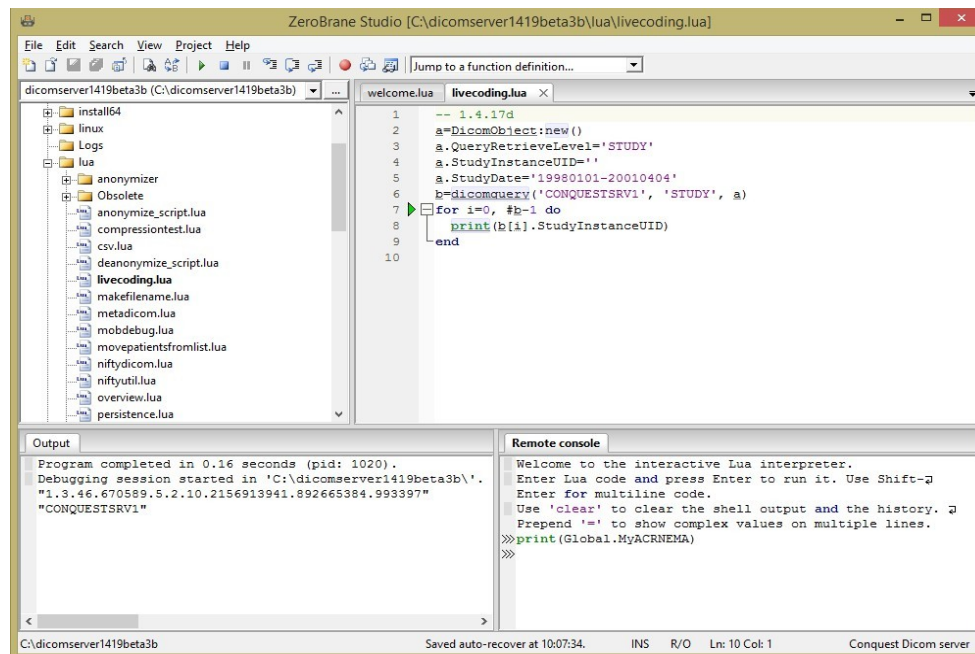 ZeroBrane Studio [C:\dicomserver1419beta3b\lua\livecoding.lua]
File Edit Search View Project Help
Jump to a function definition...
dicomserver1419beta3b (C:\dicomserver1419beta3b) ...
install64
linux
Logs
lua
anonymizer
Obsolete
anonymize_script.lua
compressiontest.lua
csv.lua
deanonymize_script.lua
livecoding.lua
makefilename.lua
metadicom.lua
mobdebug.lua
movepatientsfromlist.lua
niftydicom.lua
niftyutil.lua
overview.lua
persistence.lua
welcome.lua livecoding.lua
1 -- 1.4.17d
2 a=DicomObject:new()
3 a.QueryRetrieveLevel='STUDY'
4 a.StudyInstanceUID=''
5 a.StudyDate='19980101-20010404'
6 b=dicomquery('CONQUESTSRV1', 'STUDY', a)
7 for i=0, #b-1 do
8 print(b[i].StudyInstanceUID)
9 end
10
Output
Program completed in 0.16 seconds (pid: 1020).
Debugging session started in 'C:\dicomserver1419beta3b\'.
"1.3.46.670589.5.2.10.2156913941.892665384.993397"
"CONQUESTSRV1"
Remote console
Welcome to the interactive Lua interpreter.
Enter Lua code and press Enter to run it. Use Shift-
Enter for multiline code.
Use 'clear' to clear the shell output and the history.
Prepend '=' to show complex values on multiple lines.
print(Global.MyACRNEMA)
C:\dicomserver1419beta3b Saved auto-recover at 10:07:34. INS R/O Ln: 10 Col: 1 Conquest Dicom server